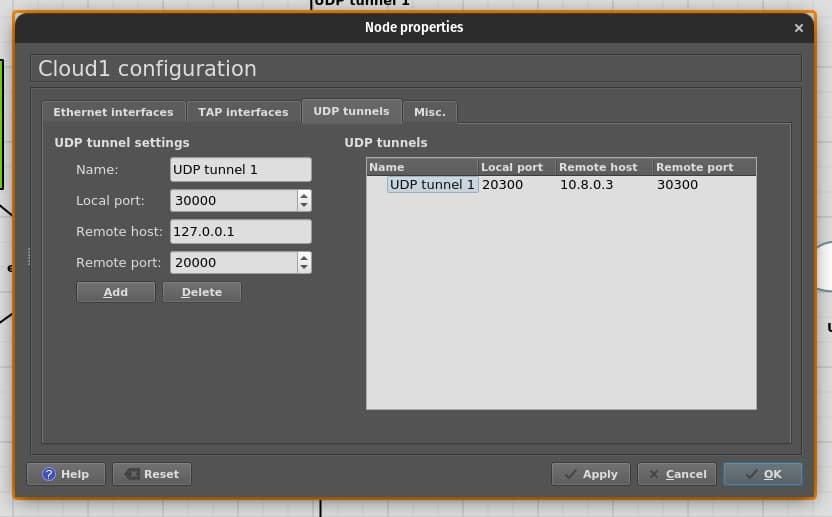 UDP tunnel 1
Node properties
Cloud1 configuration
Ethernet interfaces TAP interfaces UDP tunnels Misc.
UDP tunnel settings
Name: UDP tunnel 1
Local port: 30000
Remote host: 127.0.0.1
Remote port: 20000
Add Delete
UDP tunnels
Name Local port Remote host Remote port
UDP tunnel 1 20300 10.8.0.3 30300
Help Reset Apply Cancel OK